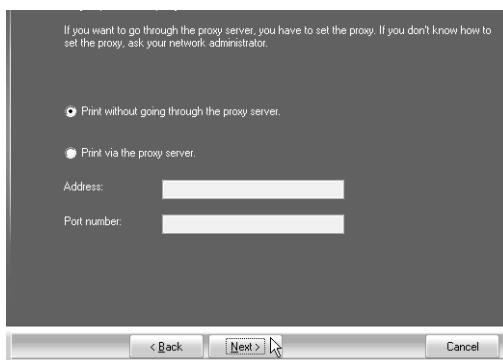 If you want to go through the proxy server, you have to set the proxy. If you don't know how to
set the proxy, ask your network administrator.
Print without going through the proxy server.
Print via the proxy server.
Address:
Port number:
< Back
Next >
Cancel